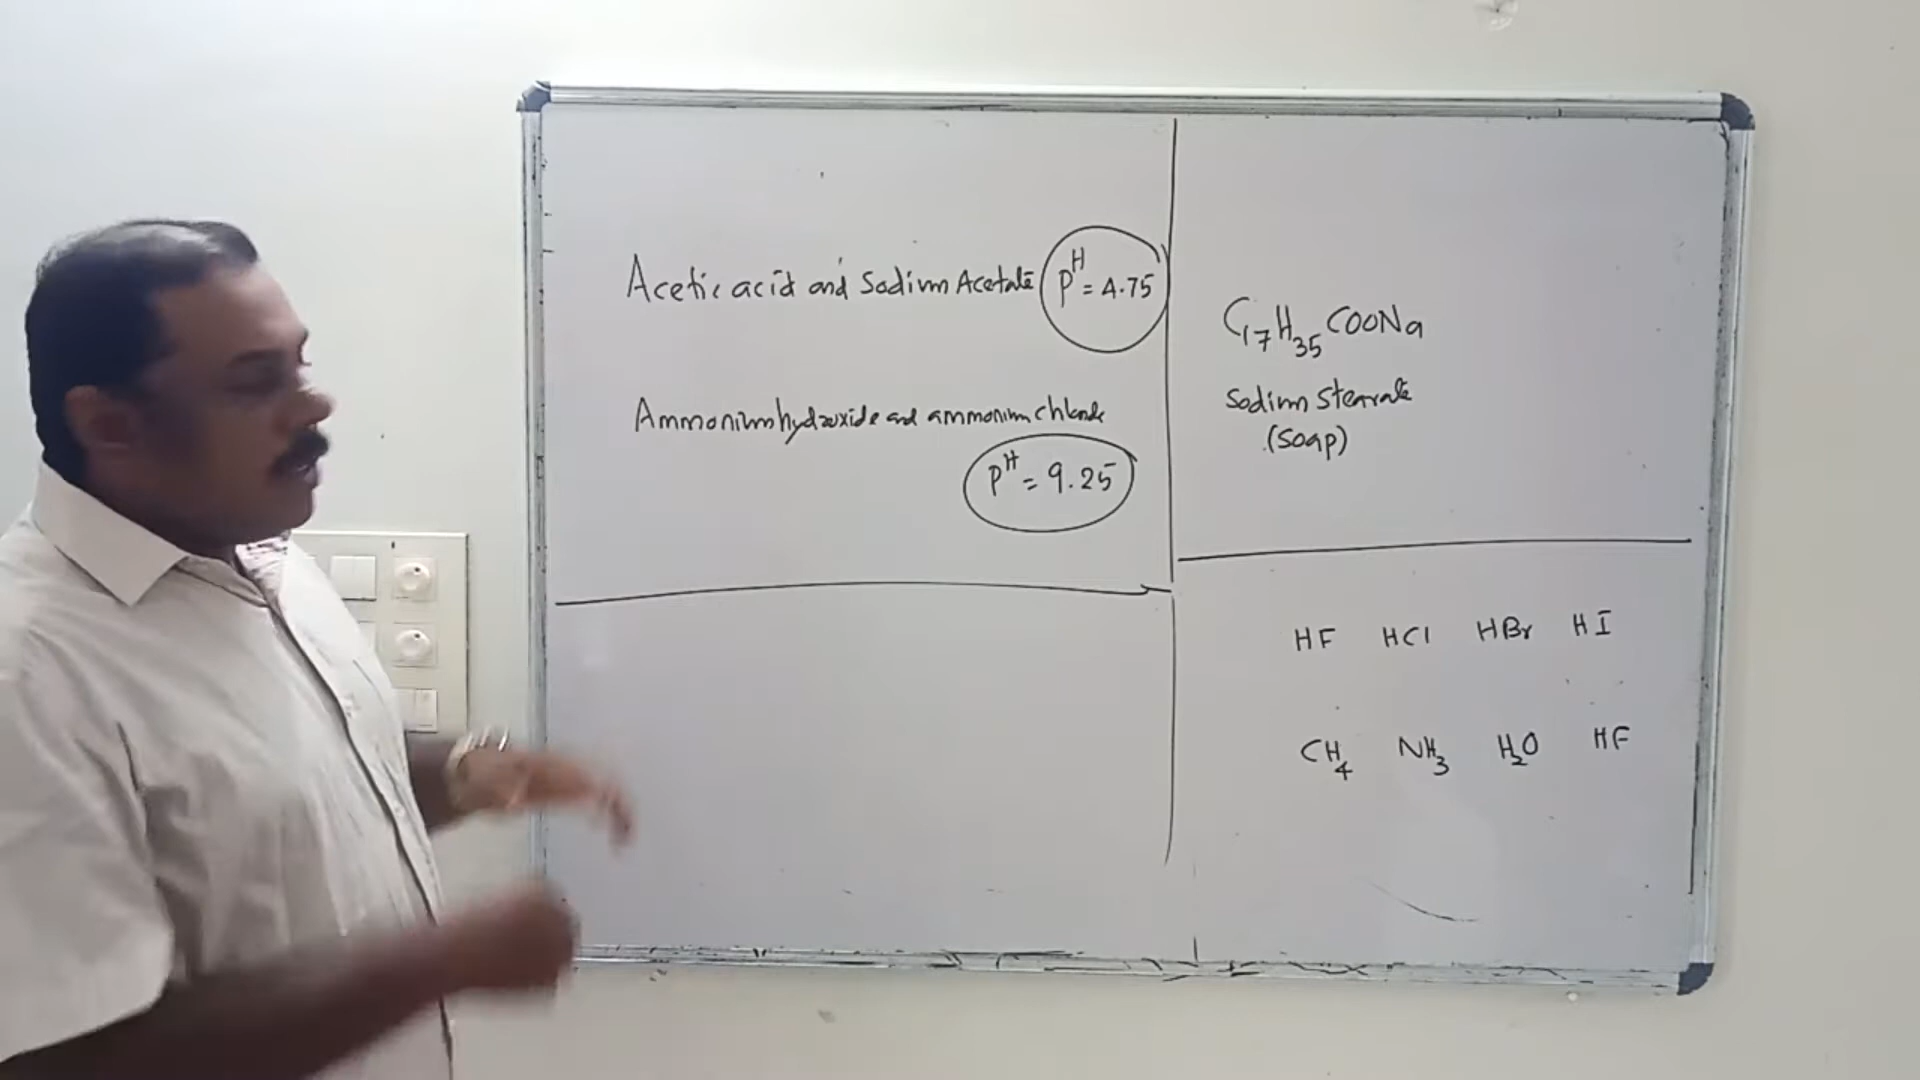 Acetic acid and Sodium Acetate pH = 4.75
Ammonium hydroxide and ammonium chloride
pH = 9.25
C17H35COONa
Sodium stearate
(Soap)
HF HCl HBr HI
CH4 NH3 H2O HF